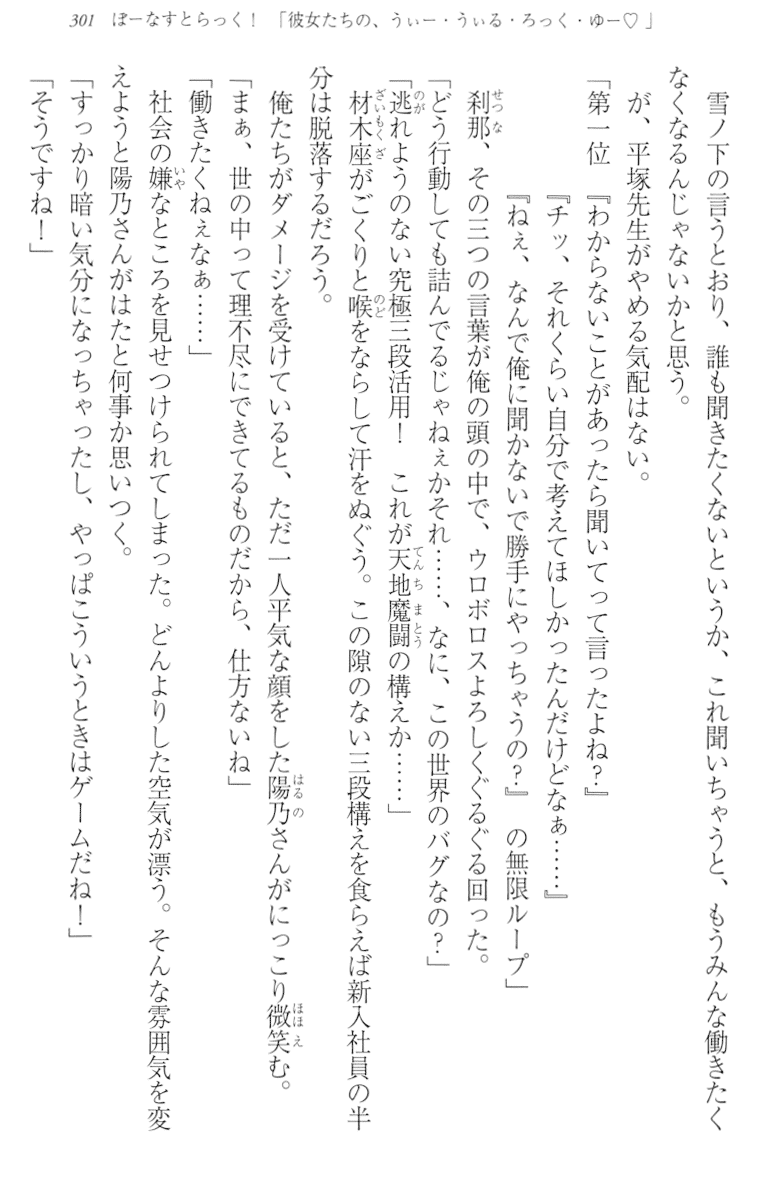 301 ぼーなすとらっく！ 「彼女たちの、うぃー・うぃる・ろっく・ゆー♡」
雪ノ下の言うとおり、誰も聞きたくないというか、これ聞いちゃうと、もうみんな働きたく
なくなるんじゃないかと思う。
が、平塚先生がやめる気配はない。
「第一位 『わからないことがあったら聞いてって言ったよね？』
『チッ、それくらい自分で考えてほしかったんだけどなぁ……』
『ねぇ、なんで俺に聞かないで勝手にやっちゃうの？』 の無限ループ」
刹那、その三つの言葉が俺の頭の中で、ウロボロスよろしくぐるぐる回った。
「どう行動しても詰んでるじゃねぇかそれ……、なに、この世界のバグなの？」
「逃れようのない究極三段活用！ これが天地魔闘の構えか……」
材木座がごくりと喉をならして汗をぬぐう。この隙のない三段構えを食らえば新入社員の半
分は脱落するだろう。
俺たちがダメージを受けていると、ただ一人平気な顔をした陽乃さんがにっこり微笑む。
「まぁ、世の中って理不尽にできてるものだから、仕方ないね」
「働きたくねぇなぁ……」
社会の嫌なところを見せつけられてしまった。どんよりした空気が漂う。そんな雰囲気を変
えようと陽乃さんがはたと何事か思いつく。
「すっかり暗い気分になっちゃったし、やっぱこういうときはゲームだね！」
「そうですね！」